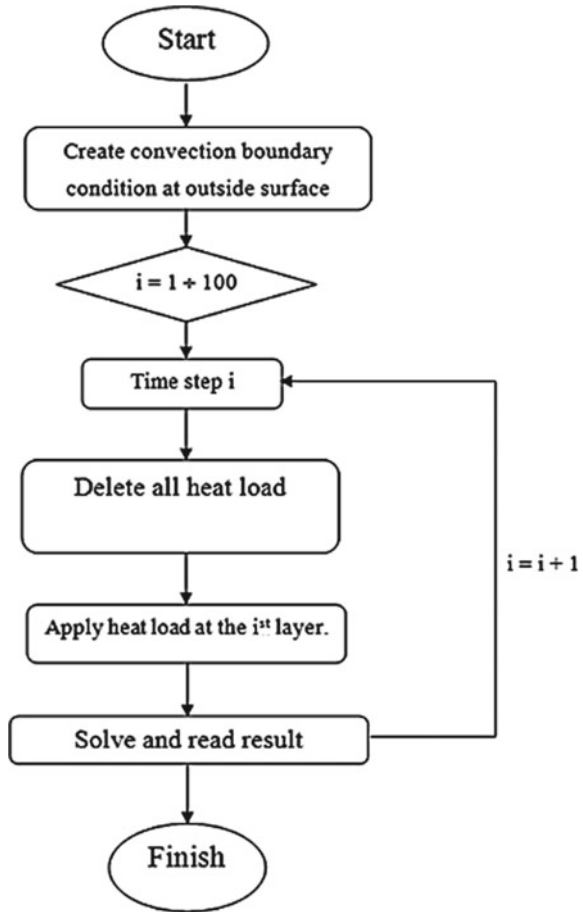 Start
Create convection boundary
condition at outside surface
i = 1 ÷ 100
Time step i
Delete all heat load
i = i + 1
Apply heat load at the iˢᵗ layer.
Solve and read result
Finish